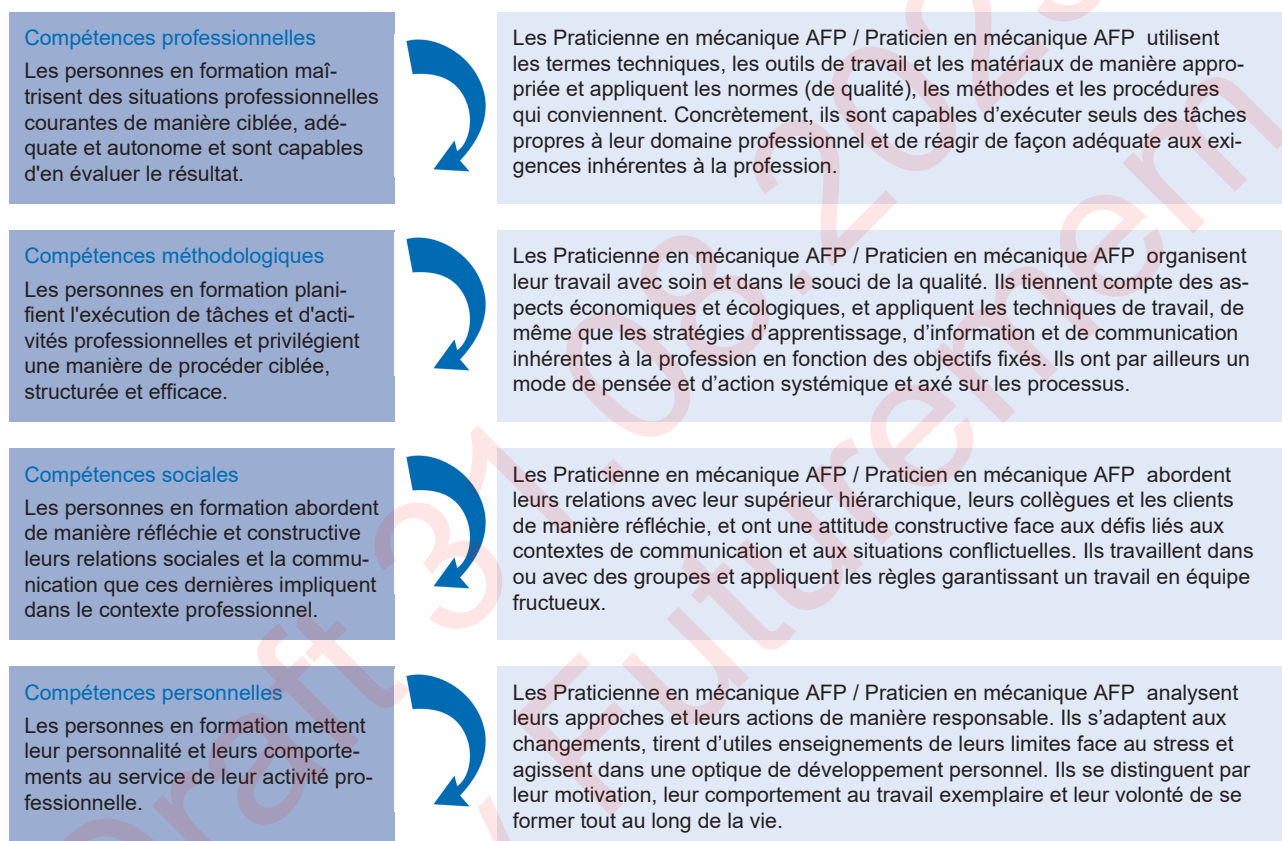 Compétences professionnelles
Les personnes en formation maî-
trisent des situations professionnelles
courantes de manière ciblée, adé-
quate et autonome et sont capables
d'en évaluer le résultat.
Les Praticienne en mécanique AFP / Praticien en mécanique AFP utilisent
les termes techniques, les outils de travail et les matériaux de manière appro-
priée et appliquent les normes (de qualité), les méthodes et les procédures
qui conviennent. Concrètement, ils sont capables d’exécuter seuls des tâches
propres à leur domaine professionnel et de réagir de façon adéquate aux exi-
gences inhérentes à la profession.
Compétences méthodologiques
Les personnes en formation plani-
fient l'exécution de tâches et d'acti-
vités professionnelles et privilégient
une manière de procéder ciblée,
structurée et efficace.
Les Praticienne en mécanique AFP / Praticien en mécanique AFP organisent
leur travail avec soin et dans le souci de la qualité. Ils tiennent compte des as-
pects économiques et écologiques, et appliquent les techniques de travail, de
même que les stratégies d’apprentissage, d’information et de communication
inhérentes à la profession en fonction des objectifs fixés. Ils ont par ailleurs un
mode de pensée et d’action systémique et axé sur les processus.
Compétences sociales
Les personnes en formation abordent
de manière réfléchie et constructive
leurs relations sociales et la commu-
nication que ces dernières impliquent
dans le contexte professionnel.
Les Praticienne en mécanique AFP / Praticien en mécanique AFP abordent
leurs relations avec leur supérieur hiérarchique, leurs collègues et les clients
de manière réfléchie, et ont une attitude constructive face aux défis liés aux
contextes de communication et aux situations conflictuelles. Ils travaillent dans
ou avec des groupes et appliquent les règles garantissant un travail en équipe
fructueux.
Compétences personnelles
Les personnes en formation mettent
leur personnalité et leurs comporte-
ments au service de leur activité pro-
fessionnelle.
Les Praticienne en mécanique AFP / Praticien en mécanique AFP analysent
leurs approches et leurs actions de manière responsable. Ils s’adaptent aux
changements, tirent d’utiles enseignements de leurs limites face au stress et
agissent dans une optique de développement personnel. Ils se distinguent par
leur motivation, leur comportement au travail exemplaire et leur volonté de se
former tout au long de la vie.
Draft 31.08.202
Futuremem